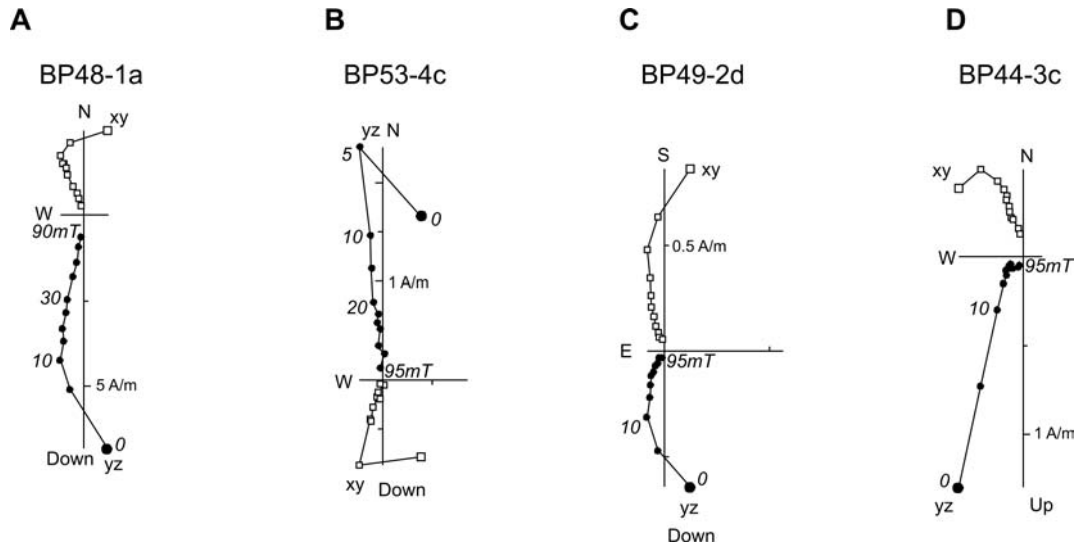 A
BP48-1a
N
xy
W
90mT
30
10
5 A/m
0
Down
yz
B
BP53-4c
yz N
5
0
10
1 A/m
20
W
95mT
xy
Down
C
BP49-2d
S
xy
0.5 A/m
E
95mT
10
0
yz
Down
D
BP44-3c
N
xy
W
95mT
10
1 A/m
0
yz
Up